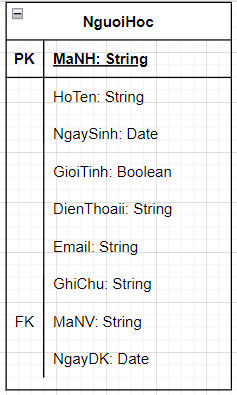 NguoiHoc
PK MaNH: String
HoTen: String
NgaySinh: Date
GioiTinh: Boolean
DienThoaii: String
Email: String
GhiChu: String
FK MaNV: String
NgayDK: Date